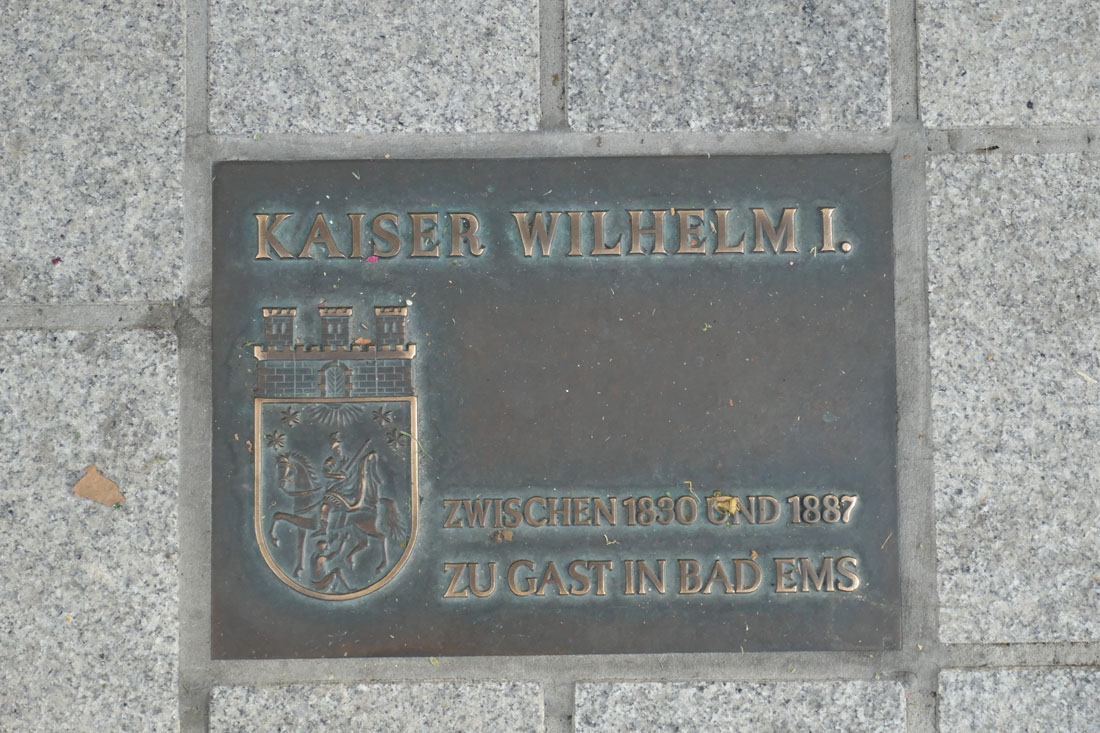 KAISER WILHELM I.
ZWISCHEN 1830 UND 1887
ZU GAST IN BAD EMS